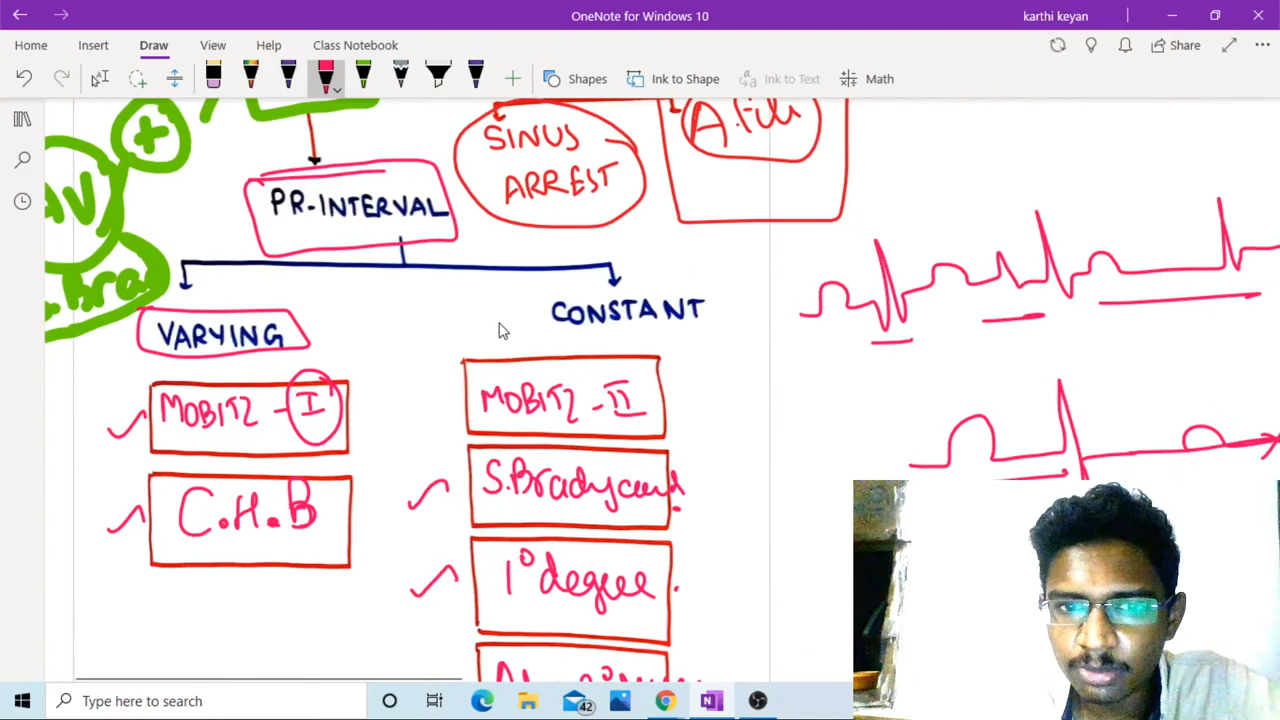 OneNote for Windows 10
karthi keyan
Home Insert Draw View Help Class Notebook
Share
Shapes Ink to Shape Ink to Text Math
SINUS
ARREST
A.Fib
AV
PR-INTERVAL
VARYING
CONSTANT
MOBITZ - I
MOBITZ - II
C.H.B
S.Bradycard
1° degree
Type here to search
42